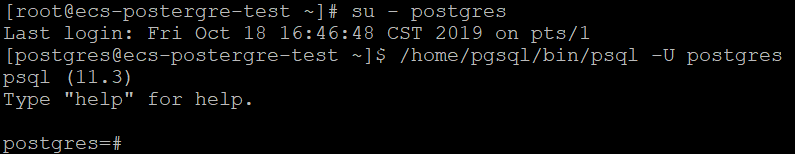 [root@ecs-postergre-test ~]# su - postgres
Last login: Fri Oct 18 16:46:48 CST 2019 on pts/1
[postgres@ecs-postergre-test ~]$ /home/pgsql/bin/psql -U postgres
psql (11.3)
Type "help" for help.
postgres=#